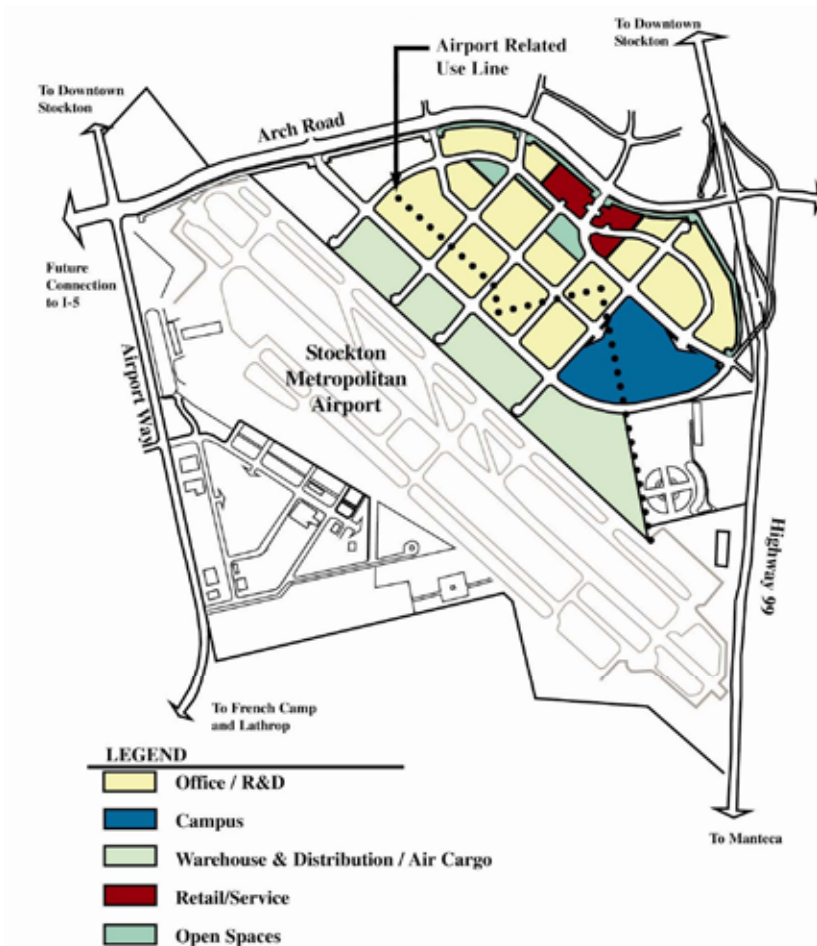 Airport Related
Use Line
To Downtown
Stockton
To Downtown
Stockton
Arch Road
Future
Connection
to I-5
Airport Way
Stockton
Metropolitan
Airport
Highway 99
To French Camp
and Lathrop
To Manteca
LEGEND
Office / R&D
Campus
Warehouse & Distribution / Air Cargo
Retail/Service
Open Spaces